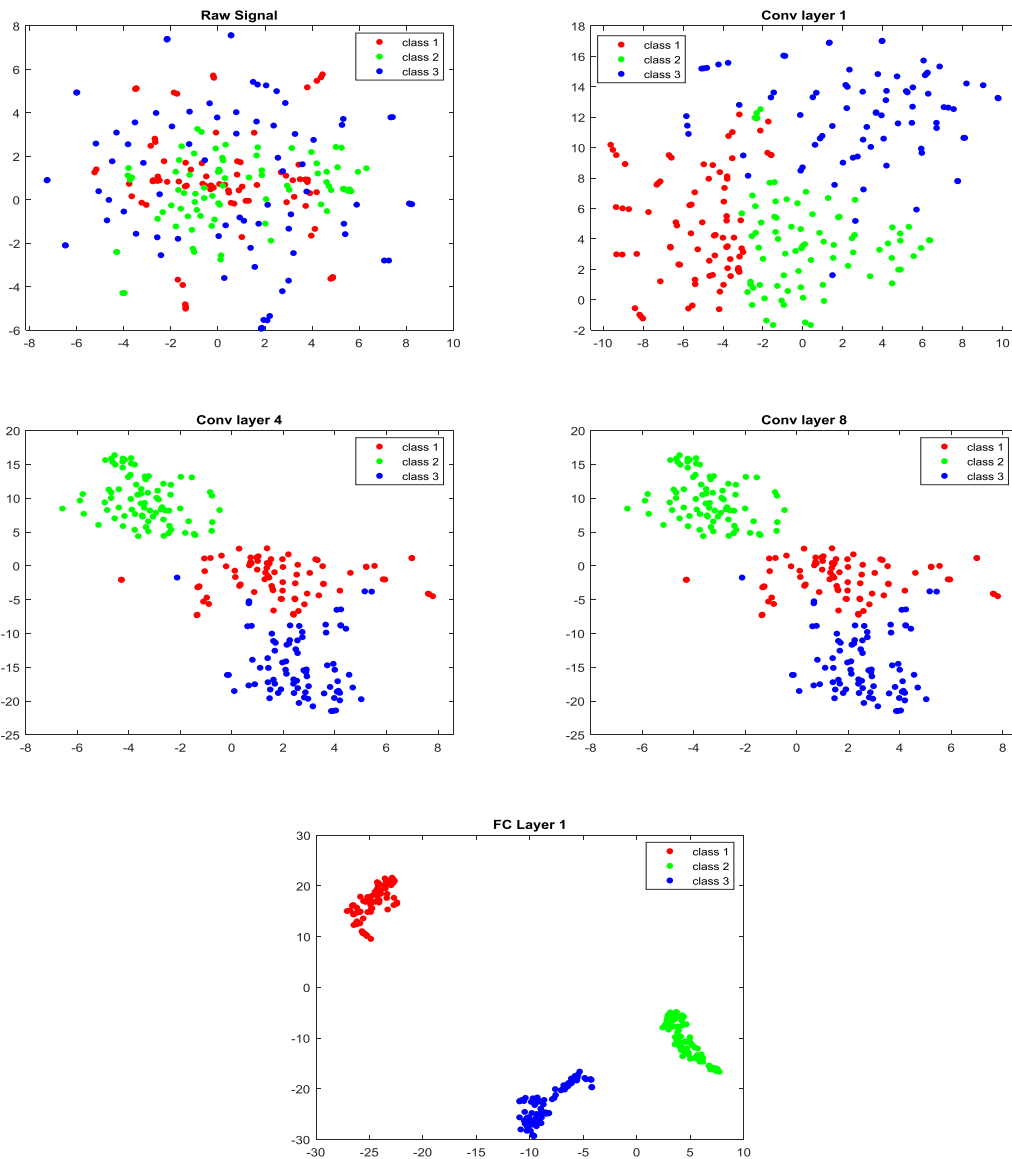 Raw Signal
8
6
4
2
0
-2
-4
-6
-8 -6 -4 -2 0 2 4 6 8 10
class 1
class 2
class 3
Conv layer 1
18
16
14
12
10
8
6
4
2
0
-2
-10 -8 -6 -4 -2 0 2 4 6 8 10
class 1
class 2
class 3
Conv layer 4
20
15
10
5
0
-5
-10
-15
-20
-25
-8 -6 -4 -2 0 2 4 6 8
class 1
class 2
class 3
Conv layer 8
20
15
10
5
0
-5
-10
-15
-20
-25
-8 -6 -4 -2 0 2 4 6 8
class 1
class 2
class 3
FC Layer 1
30
20
10
0
-10
-20
-30
-30 -25 -20 -15 -10 -5 0 5 10
class 1
class 2
class 3